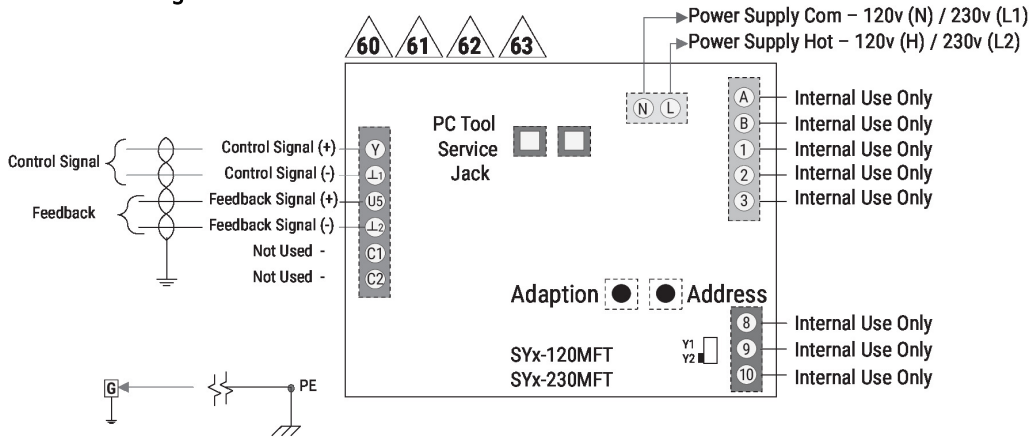 Power Supply Com – 120v (N) / 230v (L1)
Power Supply Hot – 120v (H) / 230v (L2)
60 61 62 63
N L
PC Tool
Service
Jack
A Internal Use Only
B Internal Use Only
1 Internal Use Only
2 Internal Use Only
3 Internal Use Only
Control Signal
Feedback
Control Signal (+) Y
Control Signal (-) ⊥1
Feedback Signal (+) U5
Feedback Signal (-) ⊥2
Not Used - C1
Not Used - C2
Adaption Address
SYx-120MFT
SYx-230MFT
Y1
Y2
8 Internal Use Only
9 Internal Use Only
10 Internal Use Only
G PE